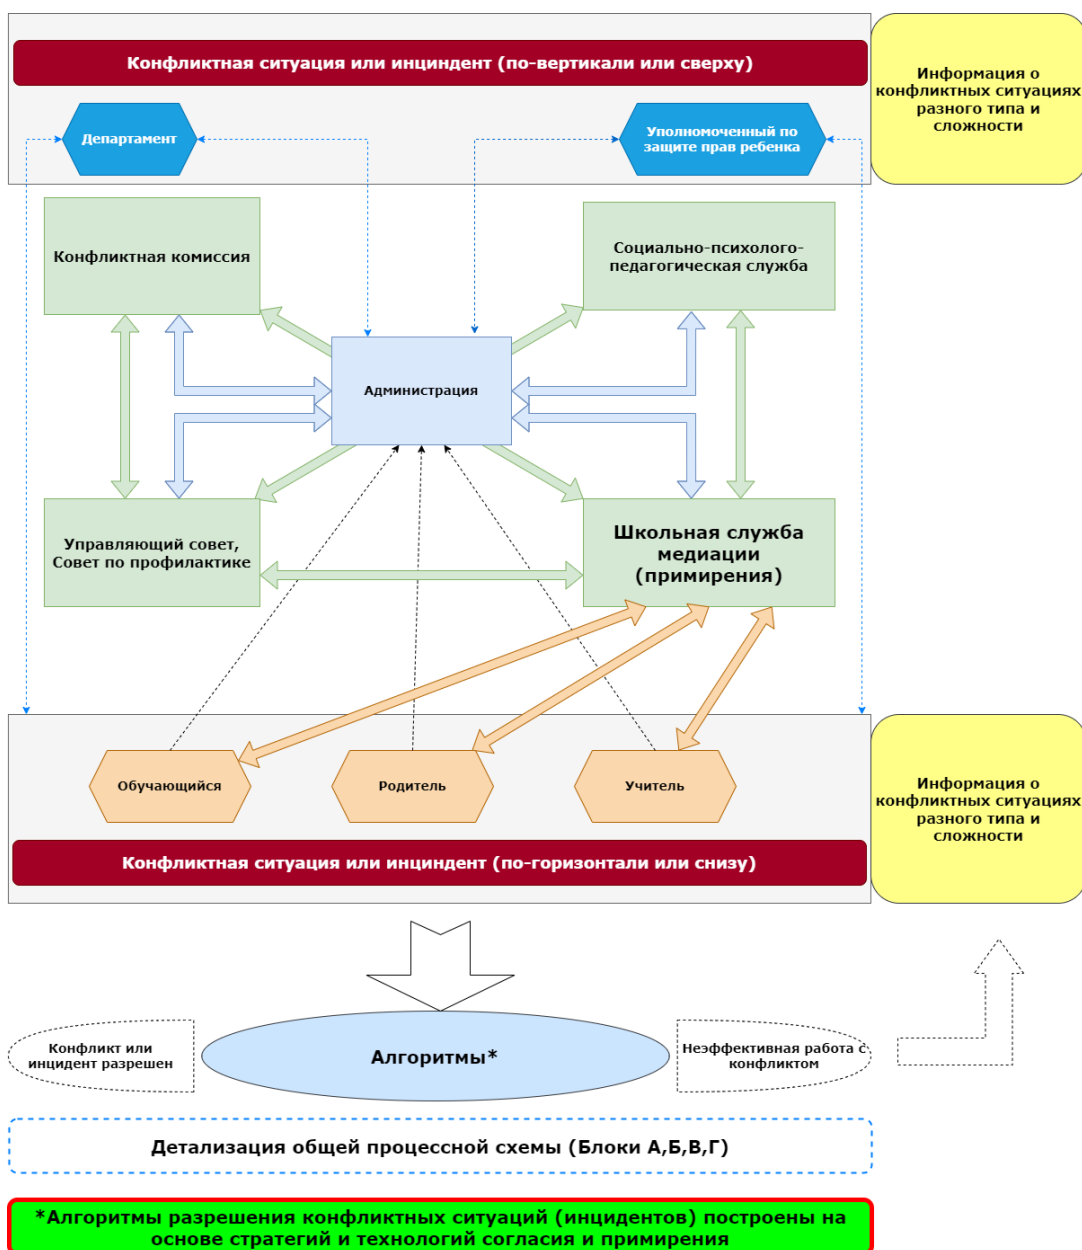 Конфликтная ситуация или инциндент (по-вертикали или сверху)
Информация о
конфликтных ситуациях
разного типа и
сложности
Департамент
Уполномоченный по
защите прав ребенка
Конфликтная комиссия
Социально-психолого-
педагогическая служба
Администрация
Управляющий совет,
Совет по профилактике
Школьная служба
медиации
(примирения)
Обучающийся
Родитель
Учитель
Информация о
конфликтных ситуациях
разного типа и
сложности
Конфликтная ситуация или инциндент (по-горизонтали или снизу)
Конфликт или
инцидент разрешен
Алгоритмы*
Неэффективная работа с
конфликтом
Детализация общей процессной схемы (Блоки А,Б,В,Г)
*Алгоритмы разрешения конфликтных ситуаций (инцидентов) построены на
основе стратегий и технологий согласия и примирения